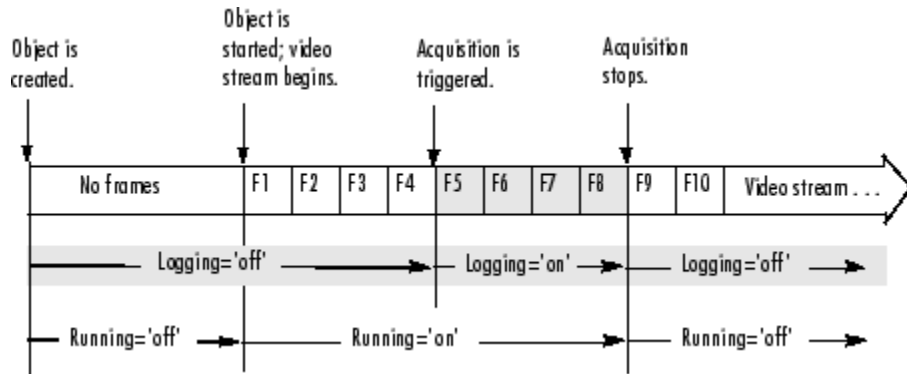 Object is
created.
Object is
started; video
stream begins.
Acquisition is
triggered.
Acquisition
stops.
No frames
F1
F2
F3
F4
F5
F6
F7
F8
F9
F10
Video stream . . .
Logging='off'
Logging='on'
Logging='off'
Running='off'
Running='on'
Running='off'